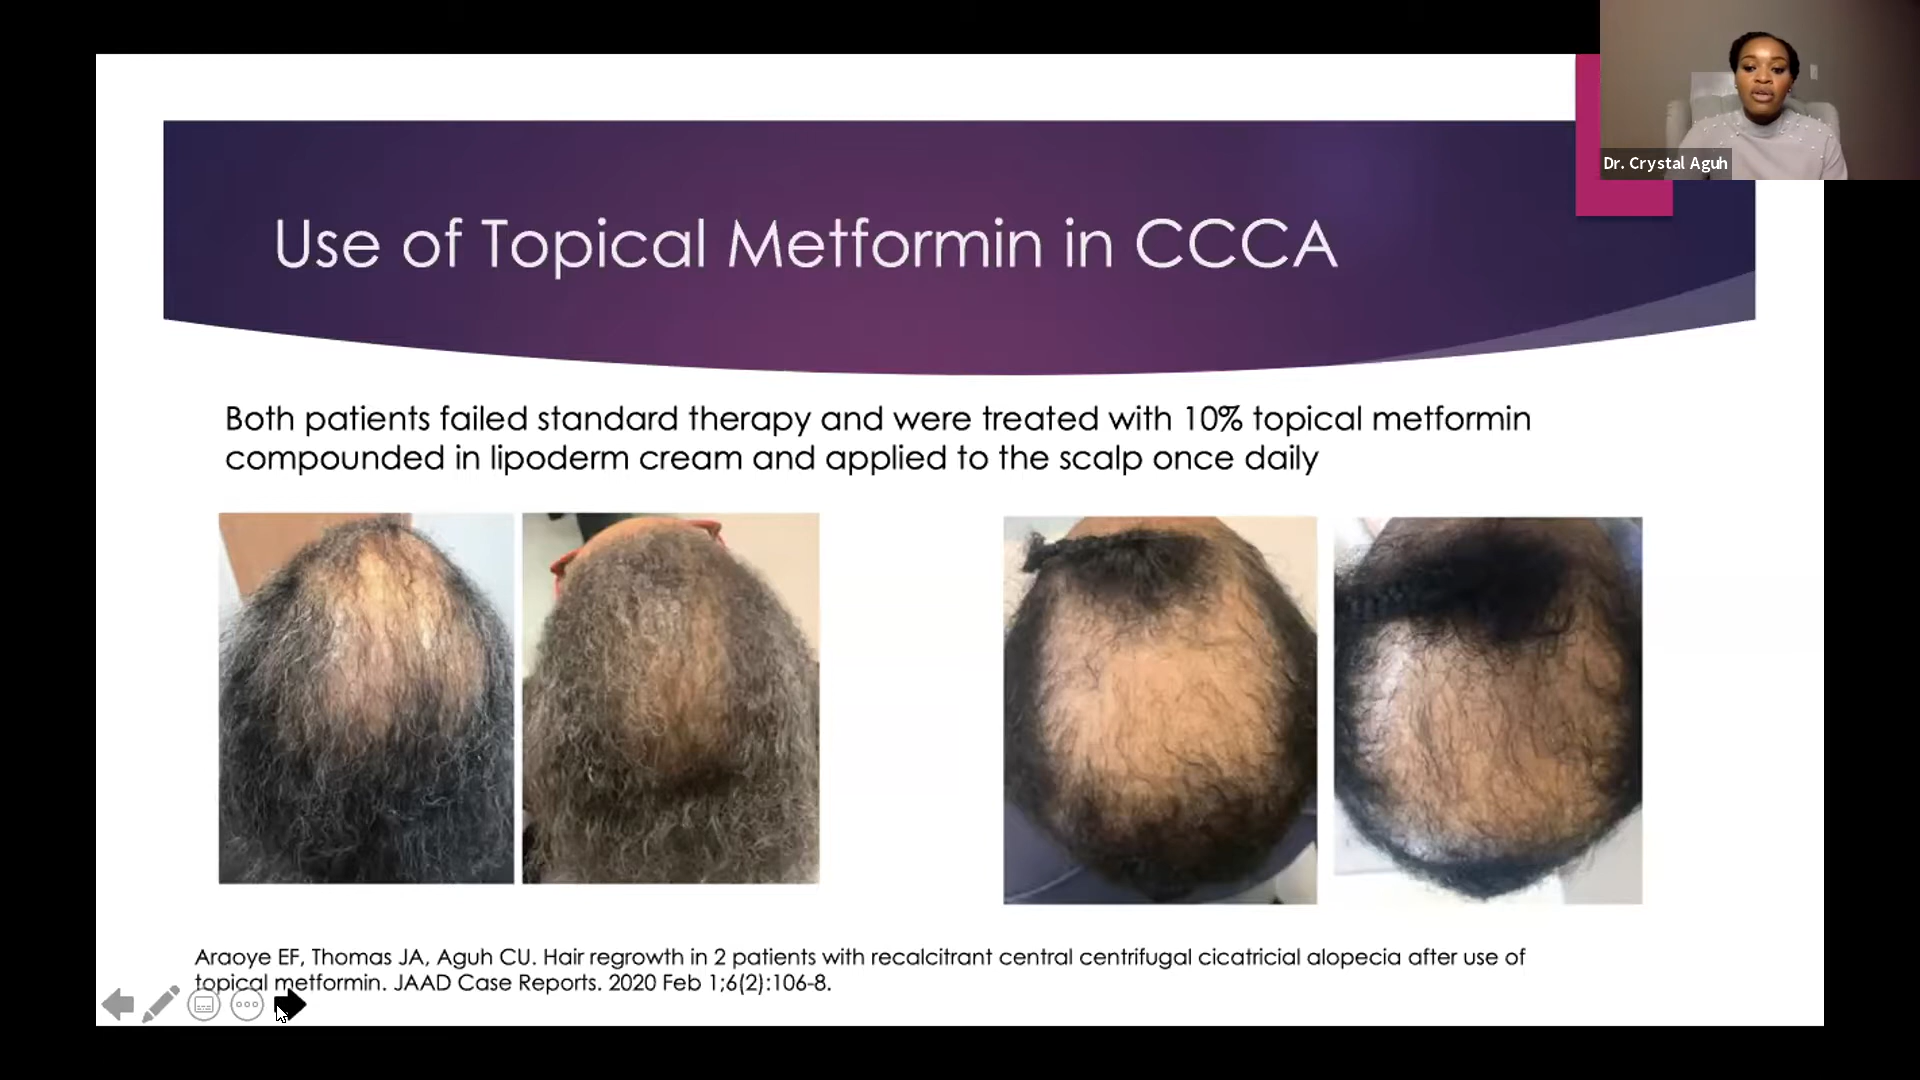 Dr. Crystal Aguh
Use of Topical Metformin in CCCA
Both patients failed standard therapy and were treated with 10% topical metformin
compounded in lipoderm cream and applied to the scalp once daily
Araoye EF, Thomas JA, Aguh CU. Hair regrowth in 2 patients with recalcitrant central centrifugal cicatricial alopecia after use of
topical metformin. JAAD Case Reports. 2020 Feb 1;6(2):106-8.